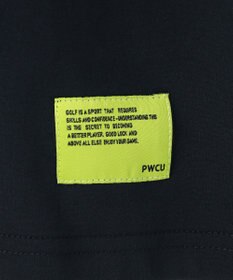 GOLF IS A SPORT THAT REQUIRES
SKILLS AND CONFIDENCE-UNDERSTANDING THIS
IS THE SECRET TO BECOMING
A BETTER PLAYER. GOOD LUCK AND
ABOVE ALL ELSE ENJOY YOUR GAME.
PWCU